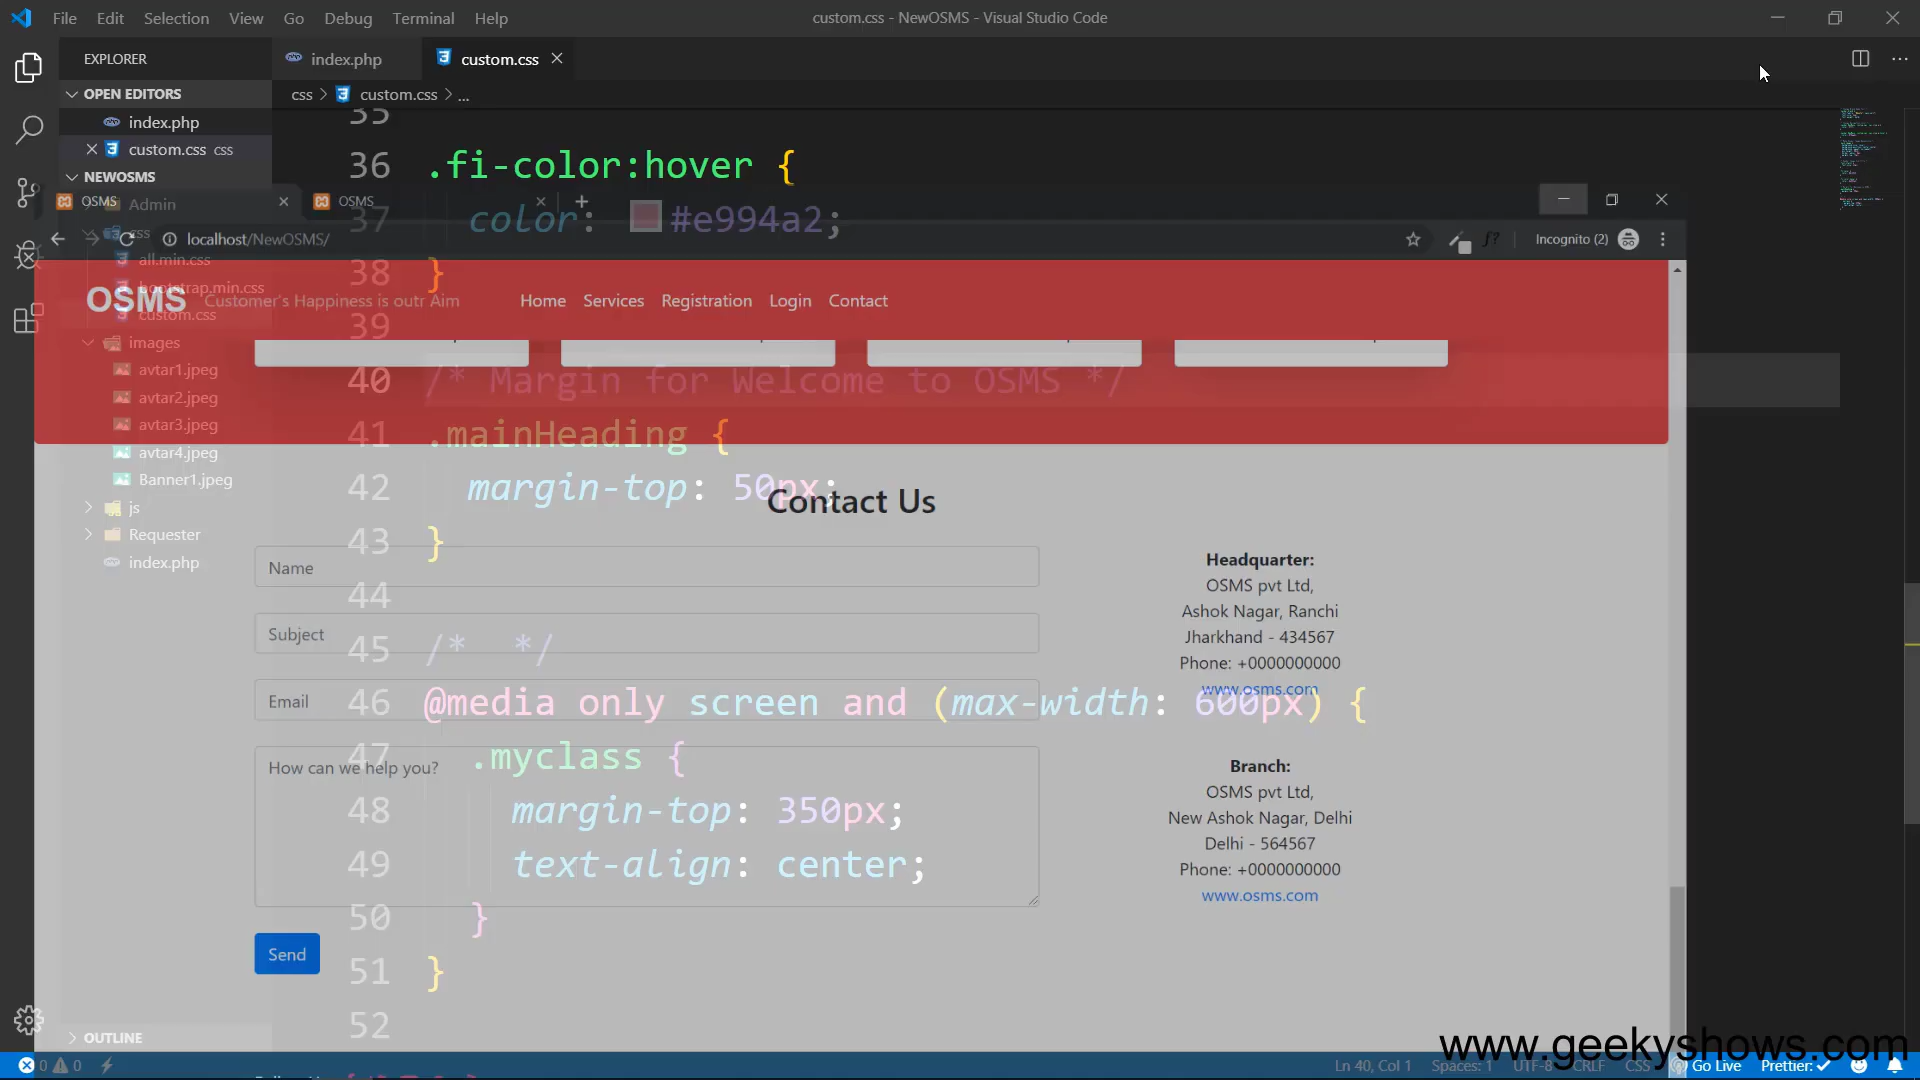 File Edit Selection View Go Debug Terminal Help
custom.css - NewOSMS - Visual Studio Code
EXPLORER
index.php
custom.css
OPEN EDITORS
css > custom.css > ...
index.php
custom.css css
NEWOSMS
35
36 .fi-color:hover {
37 color: #e994a2;
38 }
39
40 /* Margin for Welcome to OSMS */
41 .mainHeading {
42 margin-top: 50px;
43 }
44
45 /* */
46 @media only screen and (max-width: 600px) {
47 .myclass {
48 margin-top: 350px;
49 text-align: center;
50 }
51 }
52
Admin
css
all.min.css
bootstrap.min.css
custom.css
images
avtar1.jpeg
avtar2.jpeg
avtar3.jpeg
avtar4.jpeg
Banner1.jpeg
js
Requester
index.php
OUTLINE
OSMS
OSMS
localhost/NewOSMS/
Incognito (2)
f?
OSMS Customer's Happiness is outr Aim
Home Services Registration Login Contact
Contact Us
Name
Subject
Email
How can we help you?
Send
Headquarter:
OSMS pvt Ltd,
Ashok Nagar, Ranchi
Jharkhand - 434567
Phone: +0000000000
www.osms.com
Branch:
OSMS pvt Ltd,
New Ashok Nagar, Delhi
Delhi - 564567
Phone: +0000000000
www.osms.com
www.geekyshows.com
0 0
Ln 40, Col 1 Spaces: 1 UTF-8 CRLF CSS Go Live Prettier: ✓